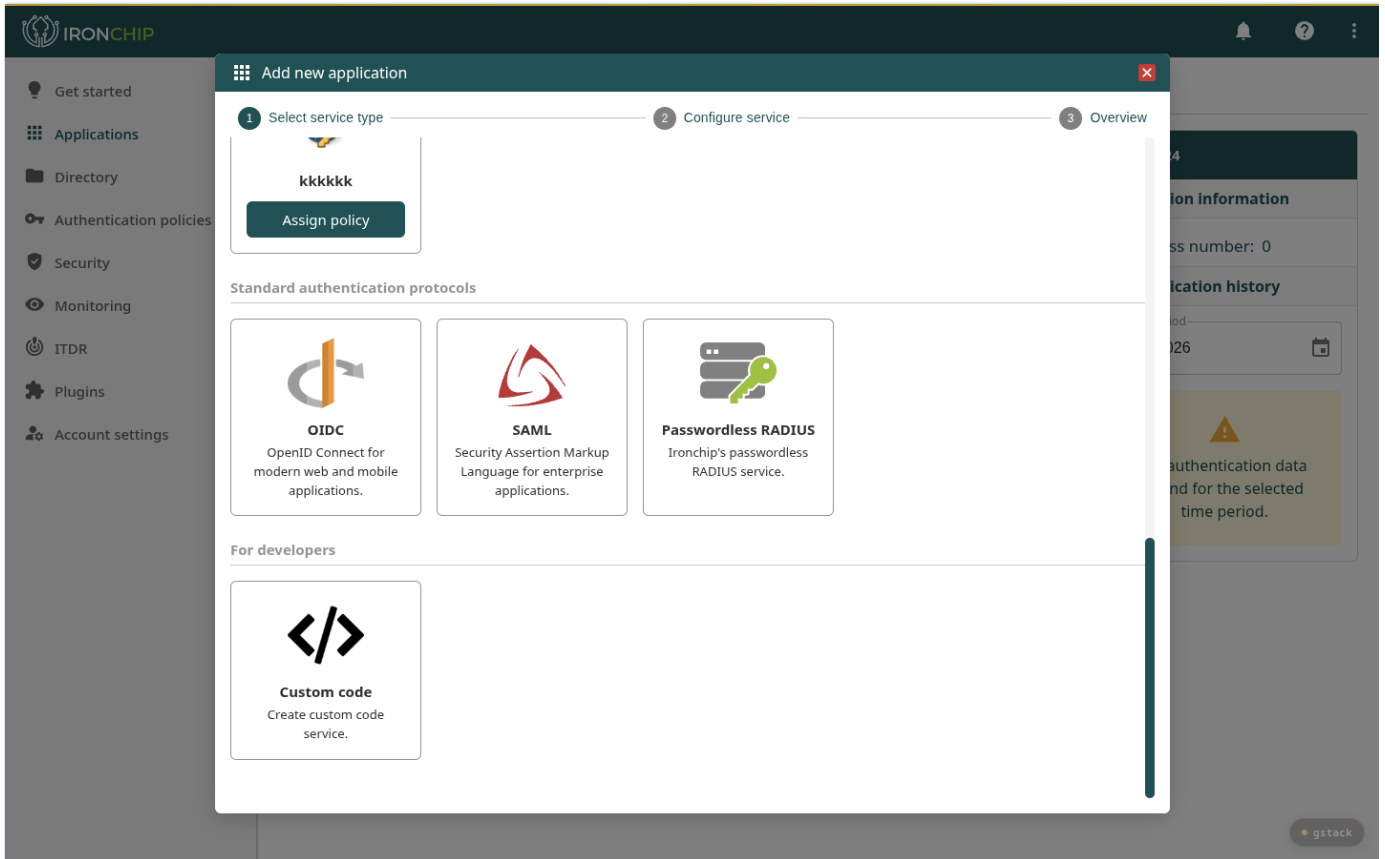 IRONCHIP
Add new application
Get started
Applications
Directory
Authentication policies
Security
Monitoring
ITDR
Plugins
Account settings
1 Select service type
2 Configure service
3 Overview
kkkkkk
Assign policy
Standard authentication protocols
OIDC
OpenID Connect for
modern web and mobile
applications.
SAML
Security Assertion Markup
Language for enterprise
applications.
Passwordless RADIUS
Ironchip's passwordless
RADIUS service.
For developers
Custom code
Create custom code
service.
4
ion information
ss number: 0
ication history
iod
026
authentication data
nd for the selected
time period.
gstack